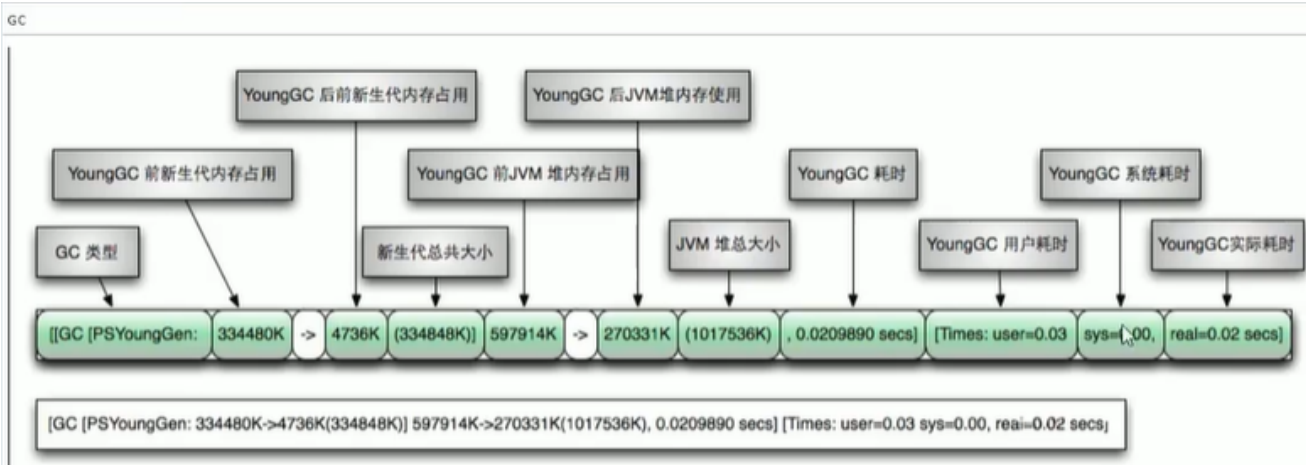 GC
YoungGC 后前新生代内存占用
YoungGC 后JVM堆内存使用
YoungGC 前新生代内存占用
YoungGC 前JVM 堆内存占用
YoungGC 耗时
YoungGC 系统耗时
GC 类型
新生代总共大小
JVM 堆总大小
YoungGC 用户耗时
YoungGC实际耗时
[[GC [PSYoungGen: 334480K -> 4736K (334848K)] 597914K -> 270331K (1017536K) , 0.0209890 secs] [Times: user=0.03 sys=0.00, real=0.02 secs]
[GC [PSYoungGen: 334480K->4736K(334848K)] 597914K->270331K(1017536K), 0.0209890 secs] [Times: user=0.03 sys=0.00, real=0.02 secs]